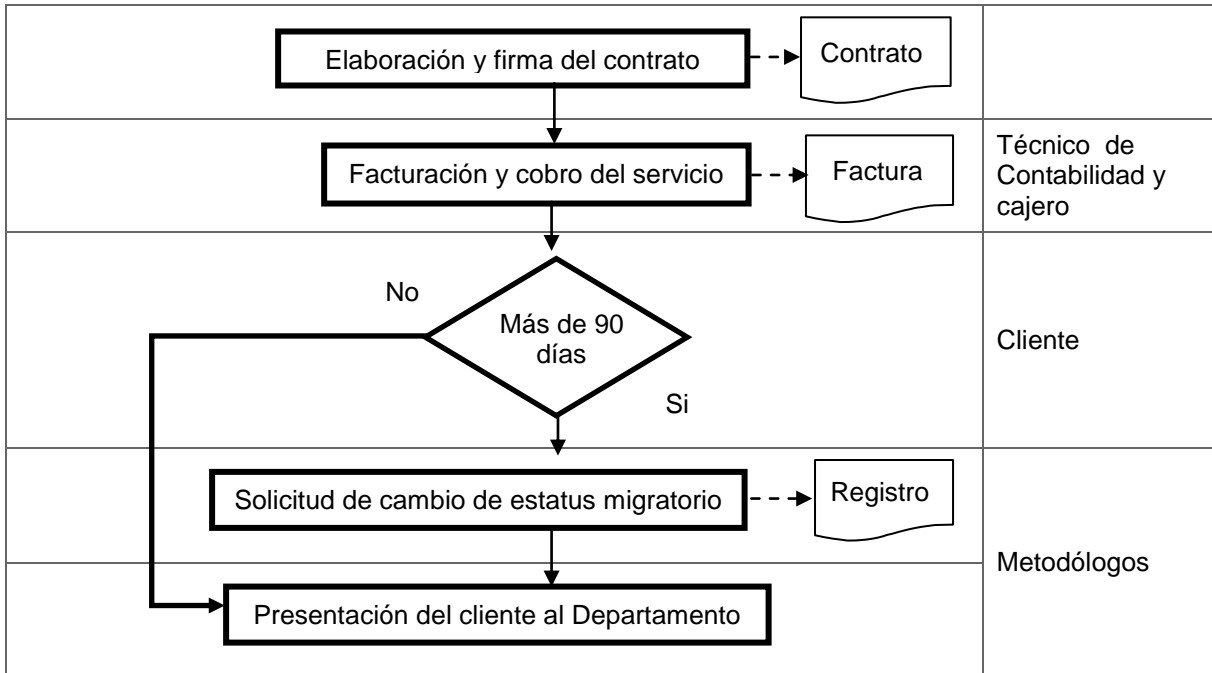 Elaboración y firma del contrato
Contrato
Facturación y cobro del servicio
Factura
Técnico de
Contabilidad y
cajero
No
Más de 90
días
Si
Cliente
Solicitud de cambio de estatus migratorio
Registro
Presentación del cliente al Departamento
Metodólogos